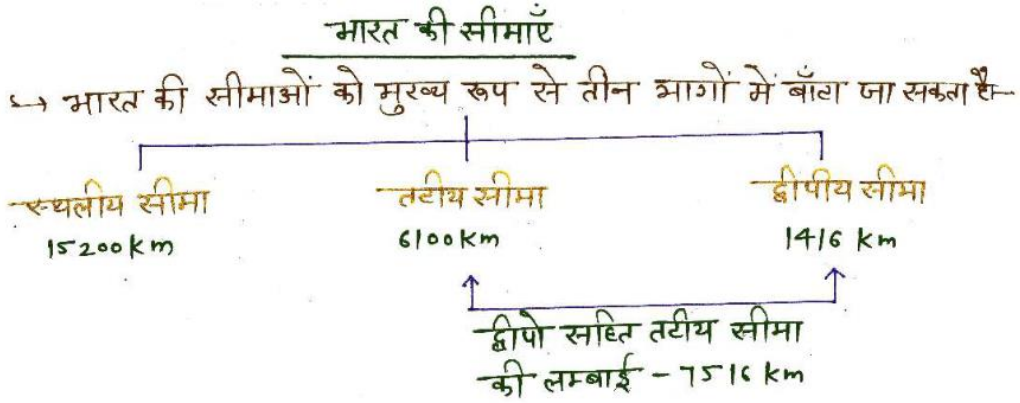 भारत की सीमाएँ
↳ भारत की सीमाओं को मुख्य रूप से तीन भागों में बाँटा जा सकता है-
स्थलीय सीमा तटीय सीमा द्वीपीय सीमा
15200 km 6100 km 1416 km
द्वीपो सहित तटीय सीमा
की लम्बाई - 7516 km